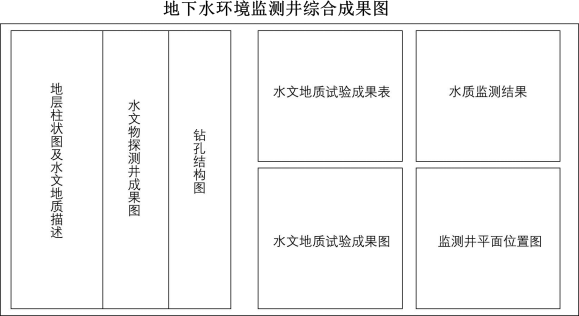 地下水环境监测井综合成果图
地层柱状图及水文地质描述
水文物探测井成果图
钻孔结构图
水文地质试验成果表
水质监测结果
水文地质试验成果图
监测井平面位置图